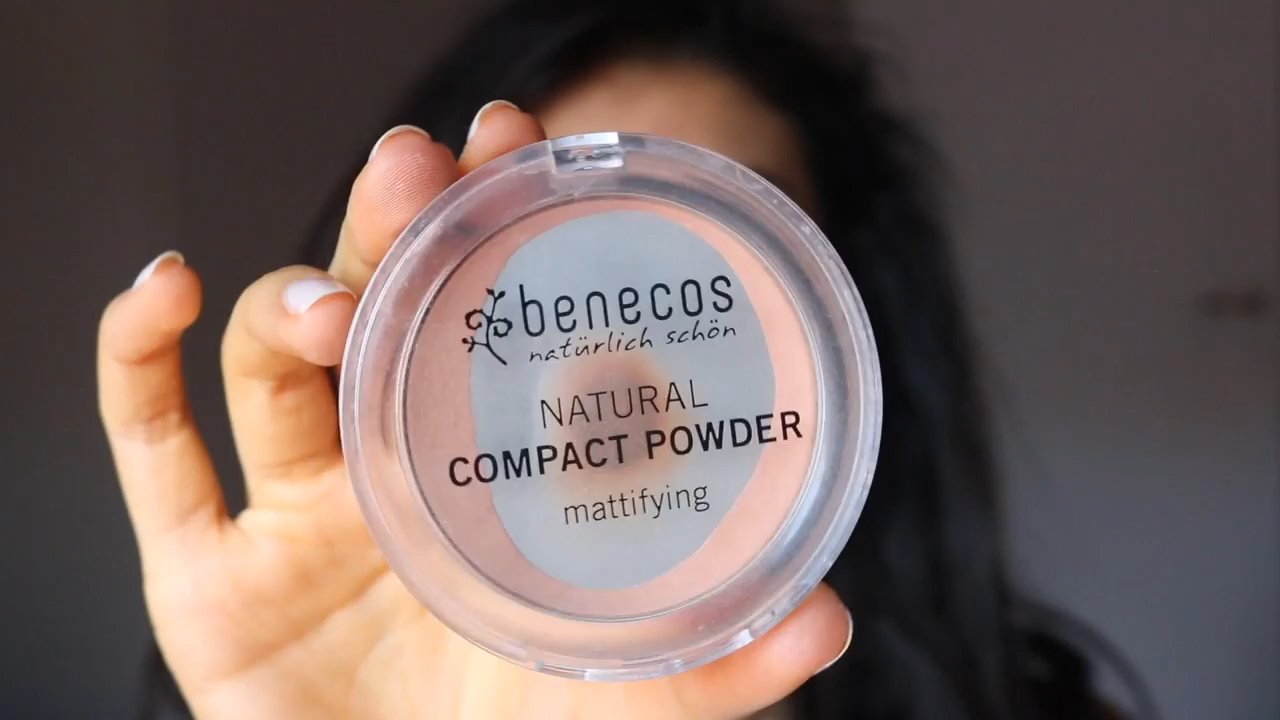 benecos
natürlich schön
NATURAL
COMPACT POWDER
mattifying